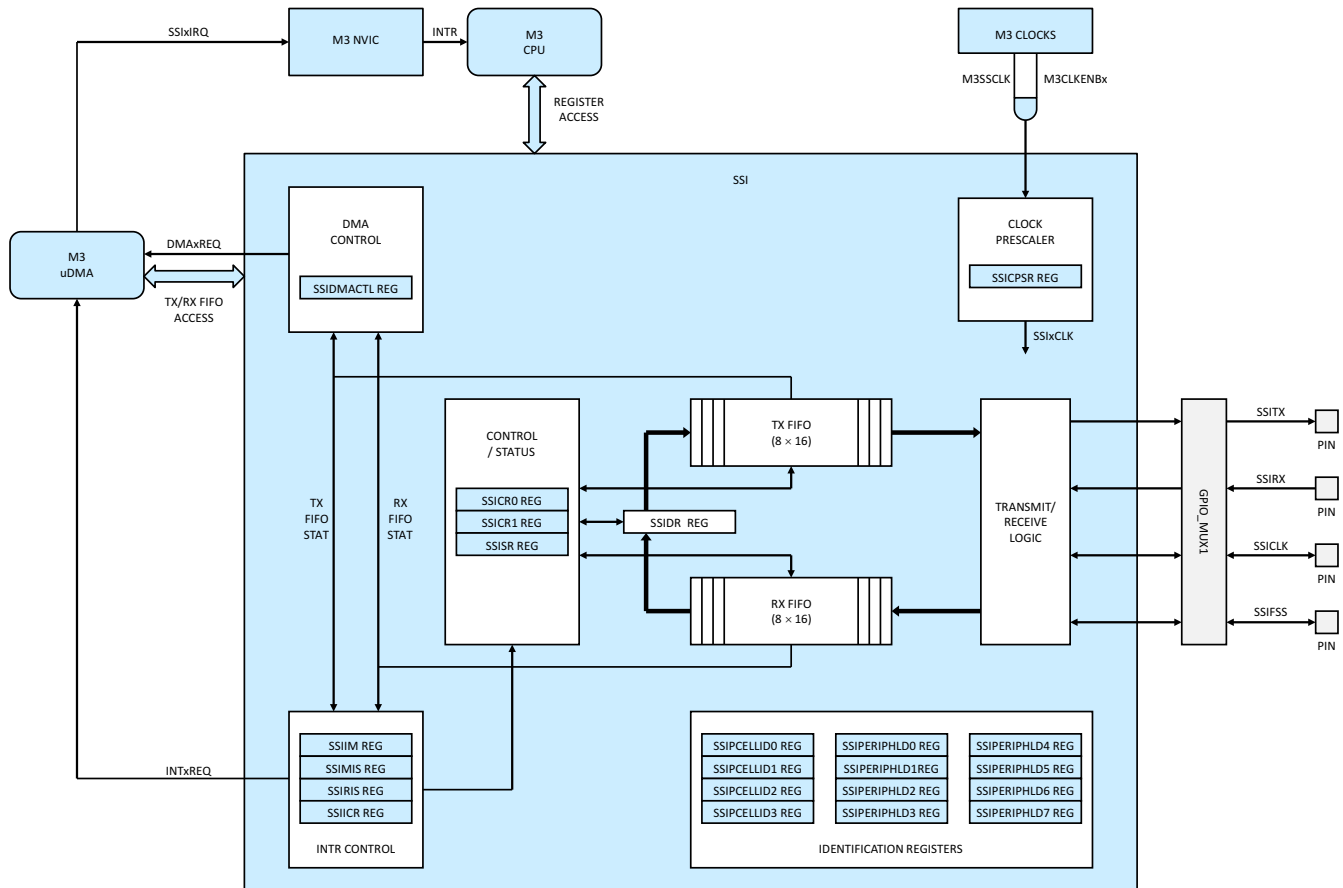 SSIxIRQ
M3 NVIC
INTR
M3
CPU
M3 CLOCKS
M3SSCLK
M3CLKENBx
REGISTER
ACCESS
SSI
DMA
CONTROL
SSIDMACTL REG
CLOCK
PRESCALER
SSICPSR REG
SSIxCLK
M3
uDMA
DMAxREQ
TX/RX FIFO
ACCESS
CONTROL
/ STATUS
SSICR0 REG
SSICR1 REG
SSISR REG
TX
FIFO
STAT
RX
FIFO
STAT
TX FIFO
(8 × 16)
SSIDR REG
RX FIFO
(8 × 16)
TRANSMIT/
RECEIVE
LOGIC
GPIO_MUX1
SSITX
PIN
SSIRX
PIN
SSICLK
PIN
SSIFSS
PIN
INTxREQ
SSIIM REG
SSIMIS REG
SSIRIS REG
SSIICR REG
INTR CONTROL
SSIPCELLID0 REG
SSIPCELLID1 REG
SSIPCELLID2 REG
SSIPCELLID3 REG
SSIPERIPHLD0 REG
SSIPERIPHLD1REG
SSIPERIPHLD2 REG
SSIPERIPHLD3 REG
SSIPERIPHLD4 REG
SSIPERIPHLD5 REG
SSIPERIPHLD6 REG
SSIPERIPHLD7 REG
IDENTIFICATION REGISTERS